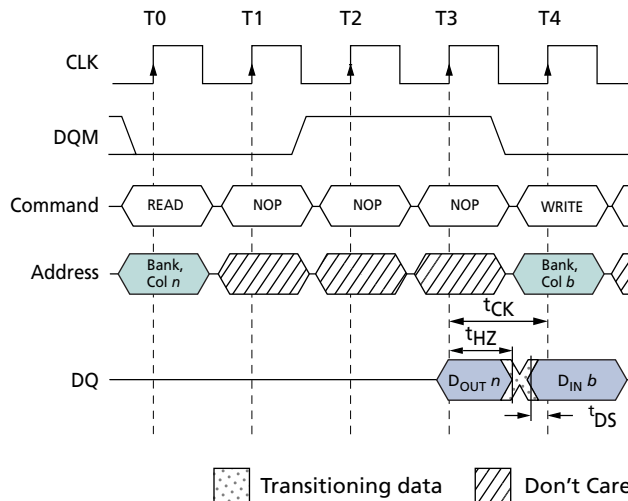 T0 T1 T2 T3 T4
CLK
DQM
Command READ NOP NOP NOP WRITE
Address Bank, Col n Bank, Col b
tCK
tHZ
DQ DOUT n DIN b
tDS
Transitioning data Don't Care